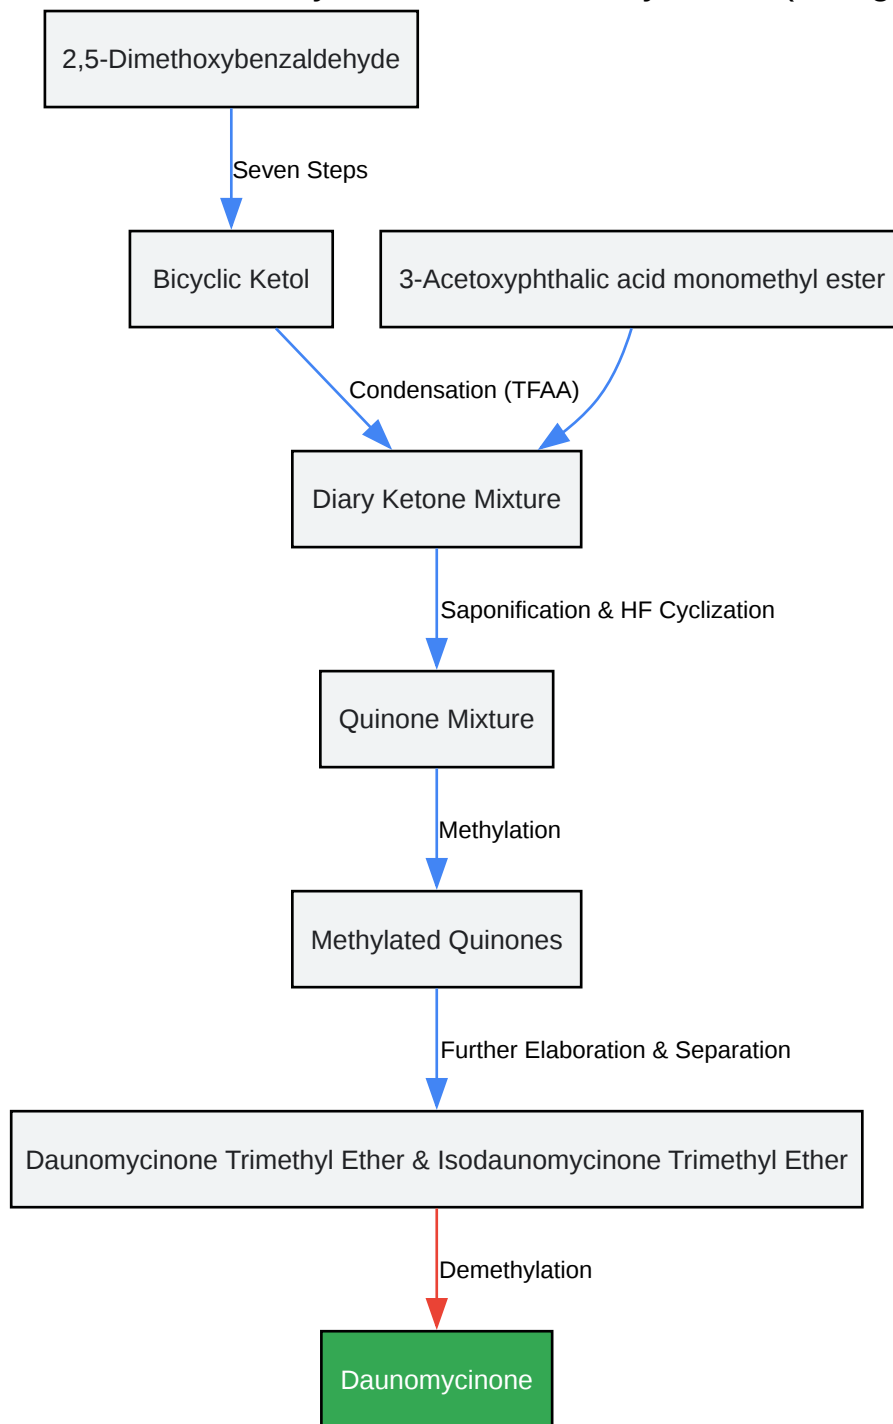 2,5-Dimethoxybenzaldehyde
Seven Steps
Bicyclic Ketol
3-Acetoxyphthalic acid monomethyl ester
Condensation (TFAA)
Diary Ketone Mixture
Saponification & HF Cyclization
Quinone Mixture
Methylation
Methylated Quinones
Further Elaboration & Separation
Daunomycinone Trimethyl Ether & Isodaunomycinone Trimethyl Ether
Demethylation
Daunomycinone